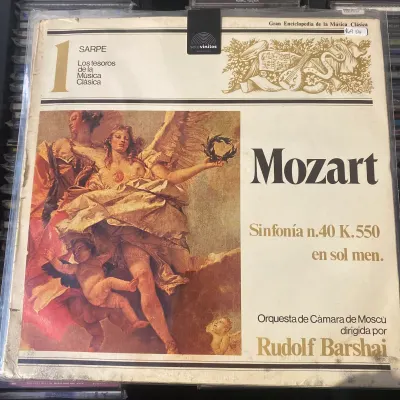 1
SARPE
Los tesoros
de la
Música
Clásica
Gran Enciclopedia de la Música Clásica
Mozart
Sinfonía n.40 K.550
en sol men.
Orquesta de Cámara de Moscú
dirigida por
Rudolf Barshai